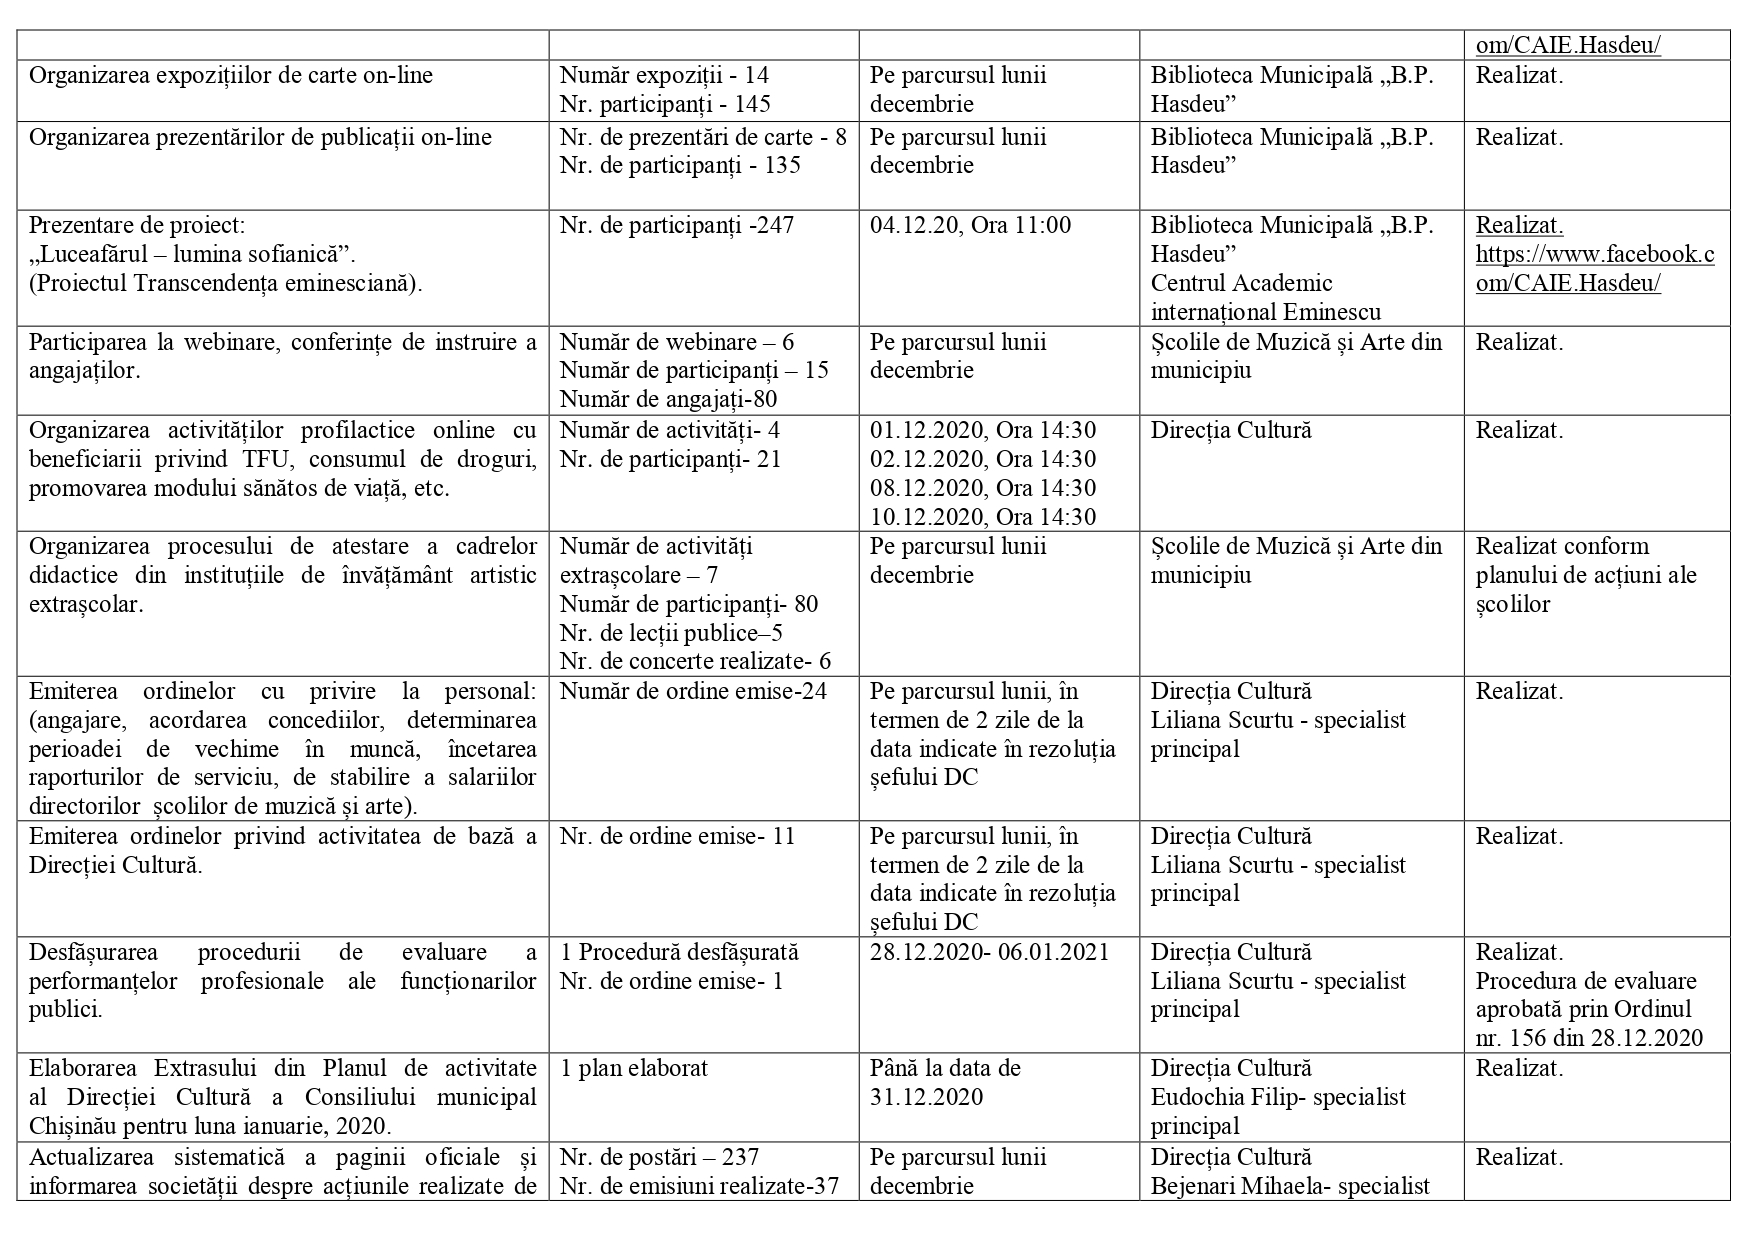 om/CAIE.Hasdeu/
Organizarea expozițiilor de carte on-line
Număr expoziții - 14
Nr. participanți - 145
Pe parcursul lunii
decembrie
Biblioteca Municipală „B.P.
Hasdeu”
Realizat.
Organizarea prezentărilor de publicații on-line
Nr. de prezentări de carte - 8
Nr. de participanți - 135
Pe parcursul lunii
decembrie
Biblioteca Municipală „B.P.
Hasdeu”
Realizat.
Prezentare de proiect:
„Luceafărul – lumina sofianică”.
(Proiectul Transcendența eminesciană).
Nr. de participanți -247
04.12.20, Ora 11:00
Biblioteca Municipală „B.P.
Hasdeu”
Centrul Academic
internațional Eminescu
Realizat.
https://www.facebook.c
om/CAIE.Hasdeu/
Participarea la webinare, conferințe de instruire a
angajaților.
Număr de webinare – 6
Număr de participanți – 15
Număr de angajați-80
Pe parcursul lunii
decembrie
Școlile de Muzică și Arte din
municipiu
Realizat.
Organizarea activităților profilactice online cu
beneficiarii privind TFU, consumul de droguri,
promovarea modului sănătos de viață, etc.
Număr de activități- 4
Nr. de participanți- 21
01.12.2020, Ora 14:30
02.12.2020, Ora 14:30
08.12.2020, Ora 14:30
10.12.2020, Ora 14:30
Direcția Cultură
Realizat.
Organizarea procesului de atestare a cadrelor
didactice din instituțiile de învățământ artistic
extrașcolar.
Număr de activități
extrașcolare – 7
Număr de participanți- 80
Nr. de lecții publice–5
Nr. de concerte realizate- 6
Pe parcursul lunii
decembrie
Școlile de Muzică și Arte din
municipiu
Realizat conform
planului de acțiuni ale
școlilor
Emiterea ordinelor cu privire la personal:
(angajare, acordarea concediilor, determinarea
perioadei de vechime în muncă, încetarea
raporturilor de serviciu, de stabilire a salariilor
directorilor școlilor de muzică și arte).
Număr de ordine emise-24
Pe parcursul lunii, în
termen de 2 zile de la
data indicate în rezoluția
șefului DC
Direcția Cultură
Liliana Scurtu - specialist
principal
Realizat.
Emiterea ordinelor privind activitatea de bază a
Direcției Cultură.
Nr. de ordine emise- 11
Pe parcursul lunii, în
termen de 2 zile de la
data indicate în rezoluția
șefului DC
Direcția Cultură
Liliana Scurtu - specialist
principal
Realizat.
Desfășurarea procedurii de evaluare a
performanțelor profesionale ale funcționarilor
publici.
1 Procedură desfășurată
Nr. de ordine emise- 1
28.12.2020- 06.01.2021
Direcția Cultură
Liliana Scurtu - specialist
principal
Realizat.
Procedura de evaluare
aprobată prin Ordinul
nr. 156 din 28.12.2020
Elaborarea Extrasului din Planul de activitate
al Direcției Cultură a Consiliului municipal
Chișinău pentru luna ianuarie, 2020.
1 plan elaborat
Până la data de
31.12.2020
Direcția Cultură
Eudochia Filip- specialist
principal
Realizat.
Actualizarea sistematică a paginii oficiale și
informarea societății despre acțiunile realizate de
Nr. de postări – 237
Nr. de emisiuni realizate-37
Pe parcursul lunii
decembrie
Direcția Cultură
Bejenari Mihaela- specialist
Realizat.